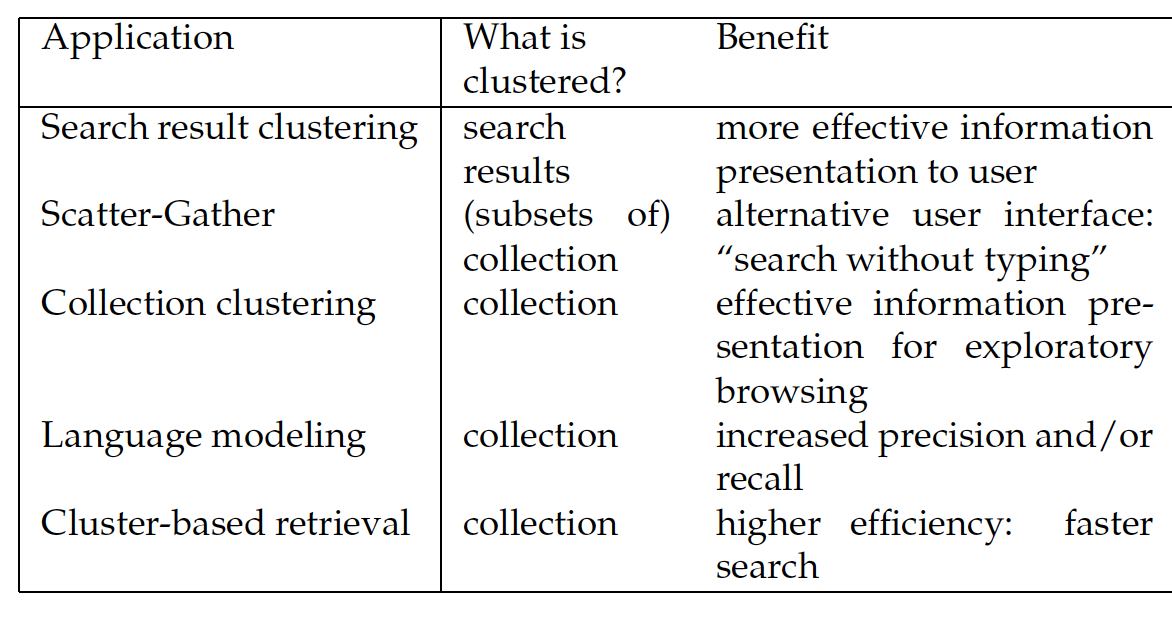 Application What is Benefit
clustered?
Search result clustering search more effective information
results presentation to user
Scatter-Gather (subsets of) alternative user interface:
collection “search without typing”
Collection clustering collection effective information pre-
sentation for exploratory
browsing
Language modeling collection increased precision and/or
recall
Cluster-based retrieval collection higher efficiency: faster
search